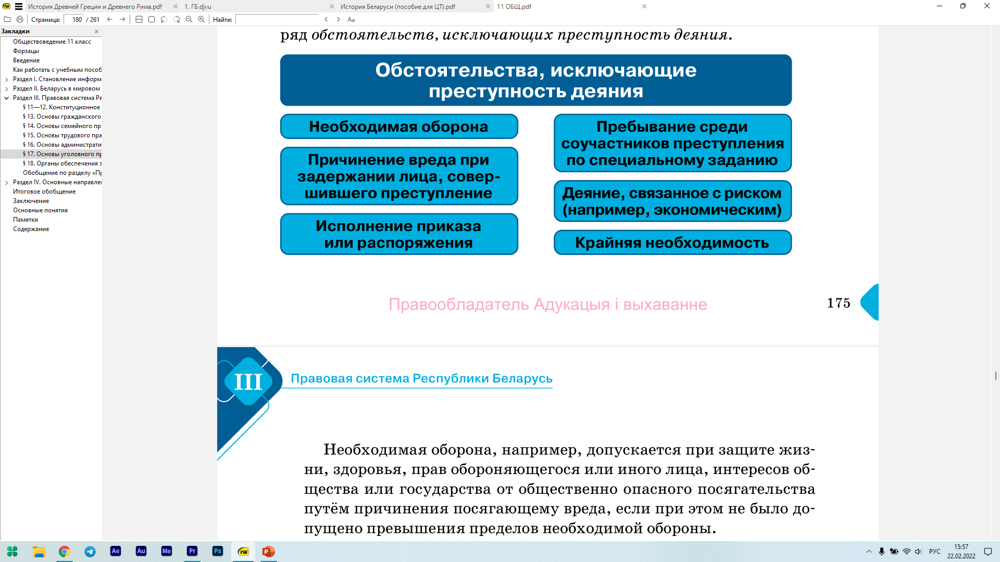 История Древней Греции и Древнего Рима.pdf
1. ГБ.djvu
История Беларуси (пособие для ЦТ).pdf
11 ОБЩ.pdf
Страница: 180 / 261
Найти:
Закладки
Обществоведение 11 класс
Форзацы
Введение
Как работать с учебным пособ
Раздел I. Становление информ
Раздел II. Беларусь в мировом
Раздел III. Правовая система Ре
§ 11—12. Конституционное
§ 13. Основы гражданского
§ 14. Основы семейного пр
§ 15. Основы трудового пра
§ 16. Основы администрати
§ 17. Основы уголовного пр
§ 18. Органы обеспечения з
Обобщение по разделу «Пр
Раздел IV. Основные направле
Итоговое обобщение
Заключение
Основные понятия
Памятки
Содержание
ряд обстоятельств, исключающих преступность деяния.
Обстоятельства, исключающие
преступность деяния
Необходимая оборона
Причинение вреда при
задержании лица, совер-
шившего преступление
Исполнение приказа
или распоряжения
Пребывание среди
соучастников преступления
по специальному заданию
Деяние, связанное с риском
(например, экономическим)
Крайняя необходимость
Правообладатель Адукацыя і выхаванне
175
III
Правовая система Республики Беларусь
Необходимая оборона, например, допускается при защите жиз-
ни, здоровья, прав обороняющегося или иного лица, интересов об-
щества или государства от общественно опасного посягательства
путём причинения посягающему вреда, если при этом не было до-
пущено превышения пределов необходимой обороны.
Ae
Au
Me
Pr
Ps
PDF
P
РУС
15:57
22.02.2022